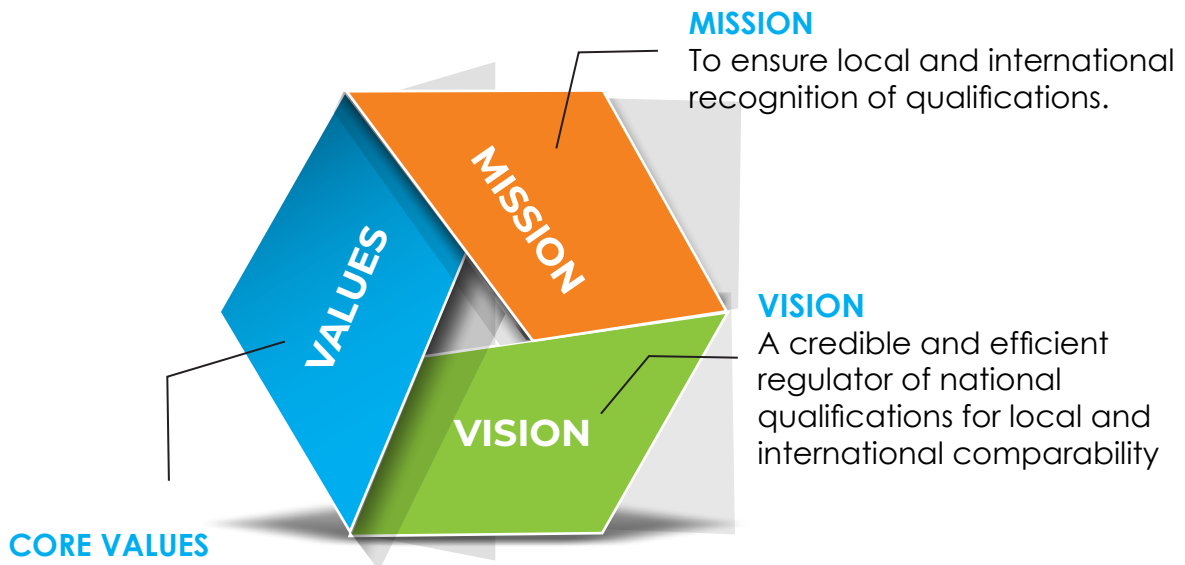 MISSION
To ensure local and international
recognition of qualifications.
MISSION
VALUES
VISION
A credible and efficient
regulator of national
qualifications for local and
international comparability
VISION
CORE VALUES